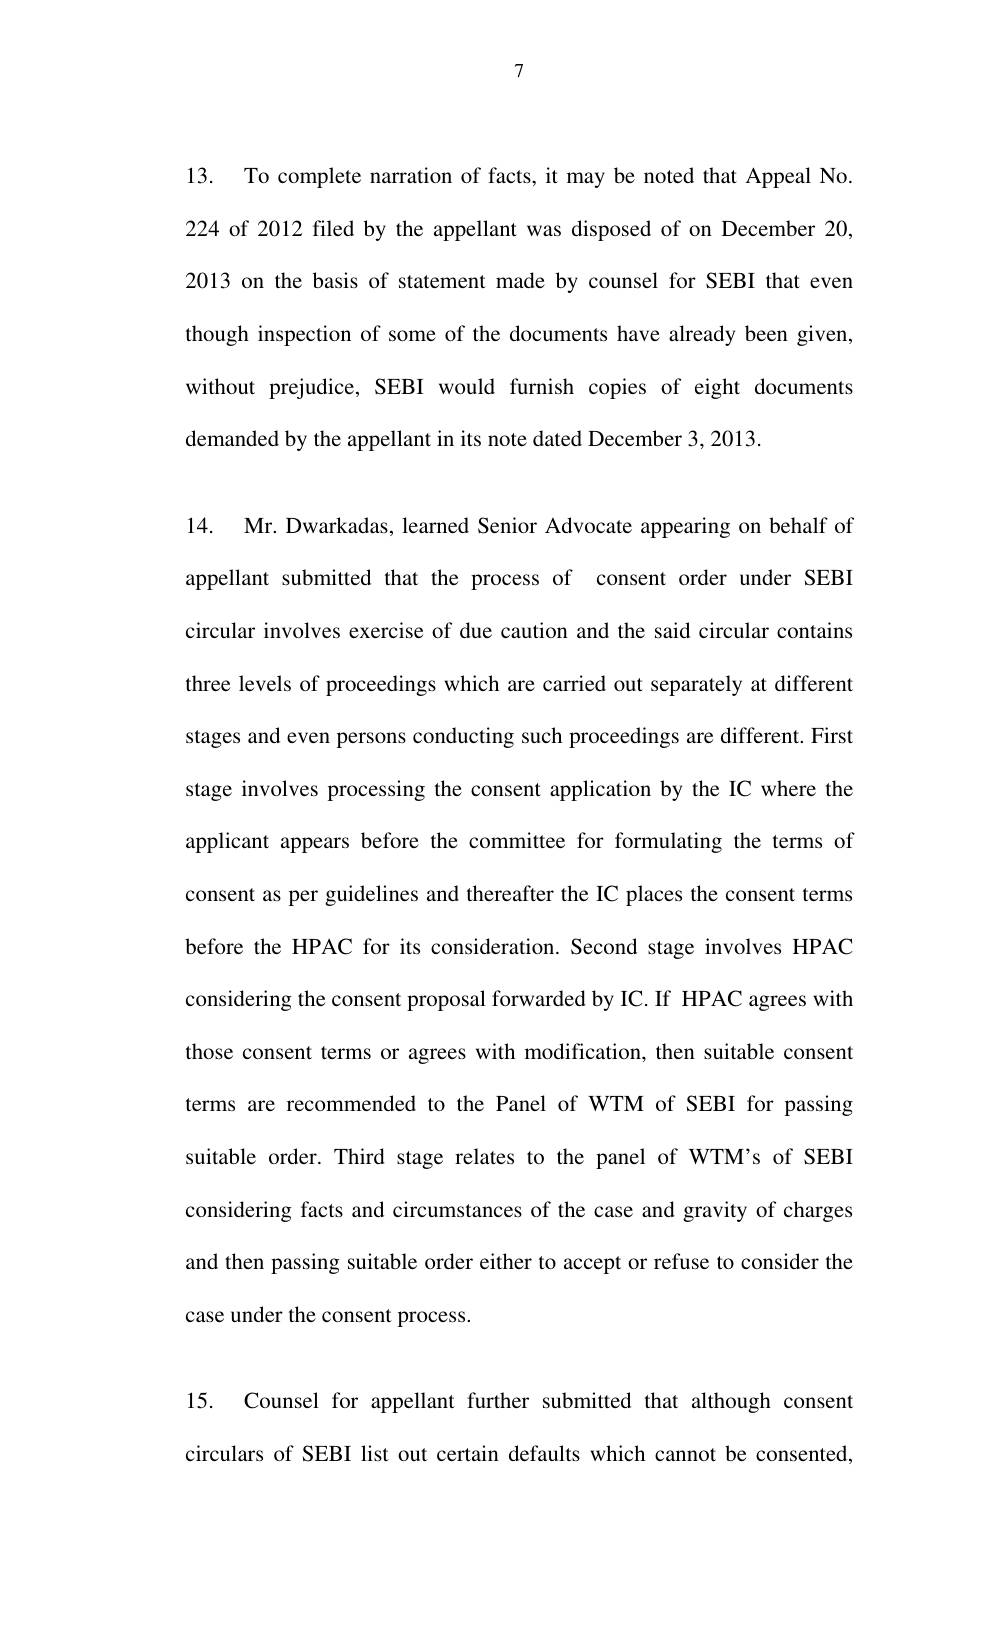 7
13. To complete narration of facts, it may be noted that Appeal No.
224 of 2012 filed by the appellant was disposed of on December 20,
2013 on the basis of statement made by counsel for SEBI that even
though inspection of some of the documents have already been given,
without prejudice, SEBI would furnish copies of eight documents
demanded by the appellant in its note dated December 3, 2013.
14. Mr. Dwarkadas, learned Senior Advocate appearing on behalf of
appellant submitted that the process of consent order under SEBI
circular involves exercise of due caution and the said circular contains
three levels of proceedings which are carried out separately at different
stages and even persons conducting such proceedings are different. First
stage involves processing the consent application by the IC where the
applicant appears before the committee for formulating the terms of
consent as per guidelines and thereafter the IC places the consent terms
before the HPAC for its consideration. Second stage involves HPAC
considering the consent proposal forwarded by IC. If HPAC agrees with
those consent terms or agrees with modification, then suitable consent
terms are recommended to the Panel of WTM of SEBI for passing
suitable order. Third stage relates to the panel of WTM’s of SEBI
considering facts and circumstances of the case and gravity of charges
and then passing suitable order either to accept or refuse to consider the
case under the consent process.
15. Counsel for appellant further submitted that although consent
circulars of SEBI list out certain defaults which cannot be consented,